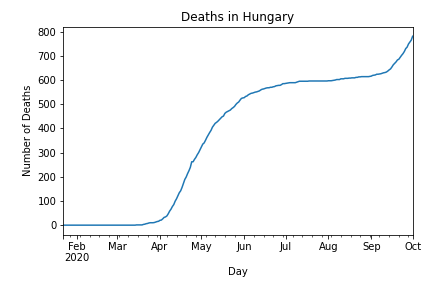 Deaths in Hungary
800
700
600
500
400
300
200
100
0
Number of Deaths
Feb Mar Apr May Jun Jul Aug Sep Oct
2020
Day